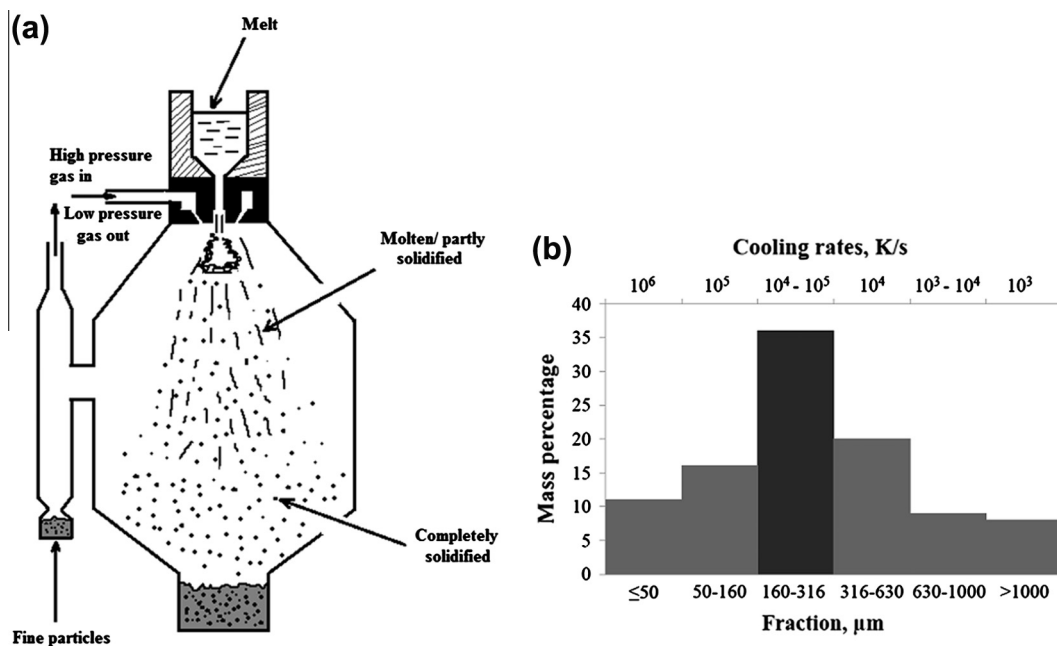 (a)
Melt
High pressure
gas in
Low pressure
gas out
Molten/ partly
solidified
Completely
solidified
Fine particles
(b)
Cooling rates, K/s
10⁶ 10⁵ 10⁴ - 10⁵ 10⁴ 10³ - 10⁴ 10³
Mass percentage
40
35
30
25
20
15
10
5
0
≤50 50-160 160-316 316-630 630-1000 >1000
Fraction, µm